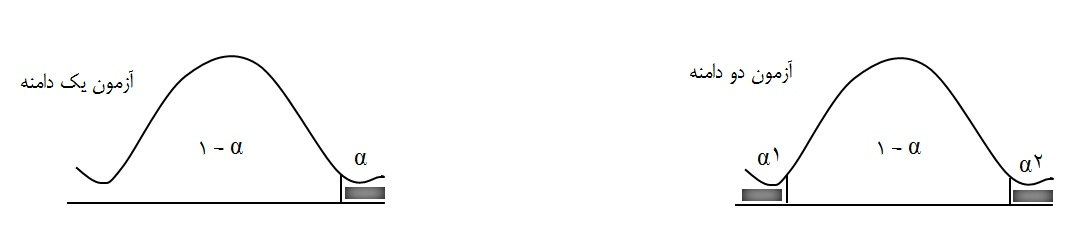 آزمون یک دامنه
۱ – α
α
آزمون دو دامنه
α۱
۱ – α
α۲